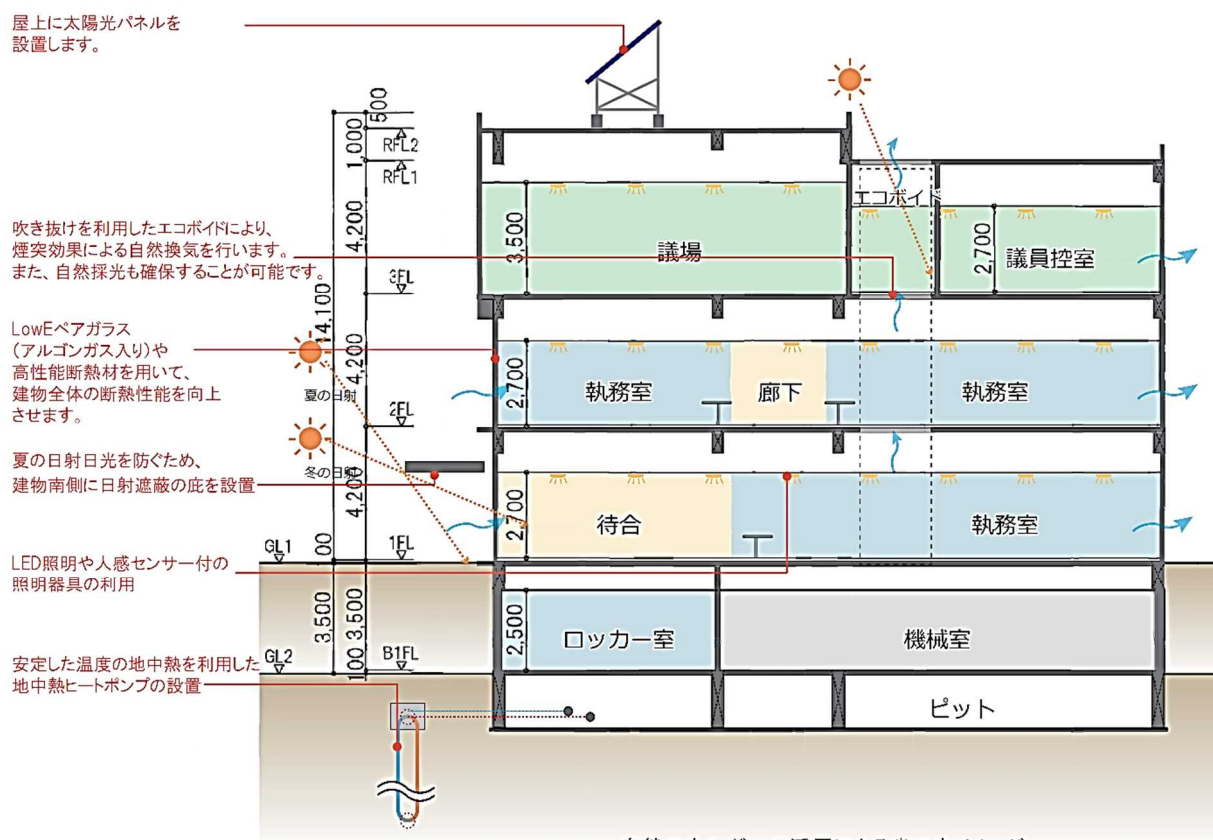 屋上に太陽光パネルを
設置します。
吹き抜けを利用したエコボイドにより、
煙突効果による自然換気を行います。
また、自然採光も確保することが可能です。
LowEペアガラス
（アルゴンガス入り）や
高性能断熱材を用いて、
建物全体の断熱性能を向上
させます。
夏の日射日光を防ぐため、
建物南側に日射遮蔽の庇を設置
LED照明や人感センサー付の
照明器具の利用
安定した温度の地中熱を利用した
地中熱ヒートポンプの設置
夏の日射
冬の日射
500
1,000
4,200
4,200
4,200
14,100
100
3,500
3,500
100
RFL2
RFL1
3FL
2FL
1FL
B1FL
GL1
GL2
エコボイド
3,500
議場
2,700
議員控室
2,700
執務室
廊下
執務室
2,700
待合
執務室
2,500
ロッカー室
機械室
ピット